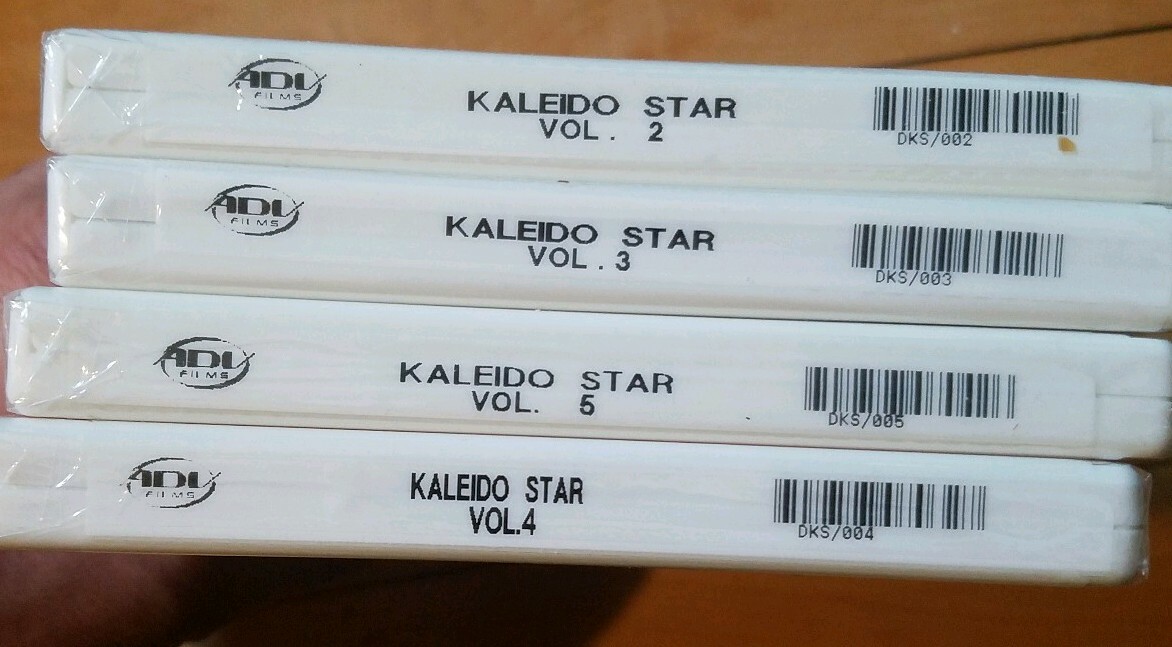 ADV
FILMS
KALEIDO STAR
VOL. 2
DKS/002
ADV
FILMS
KALEIDO STAR
VOL. 3
DKS/003
ADV
FILMS
KALEIDO STAR
VOL. 5
DKS/005
ADV
FILMS
KALEIDO STAR
VOL.4
DKS/004